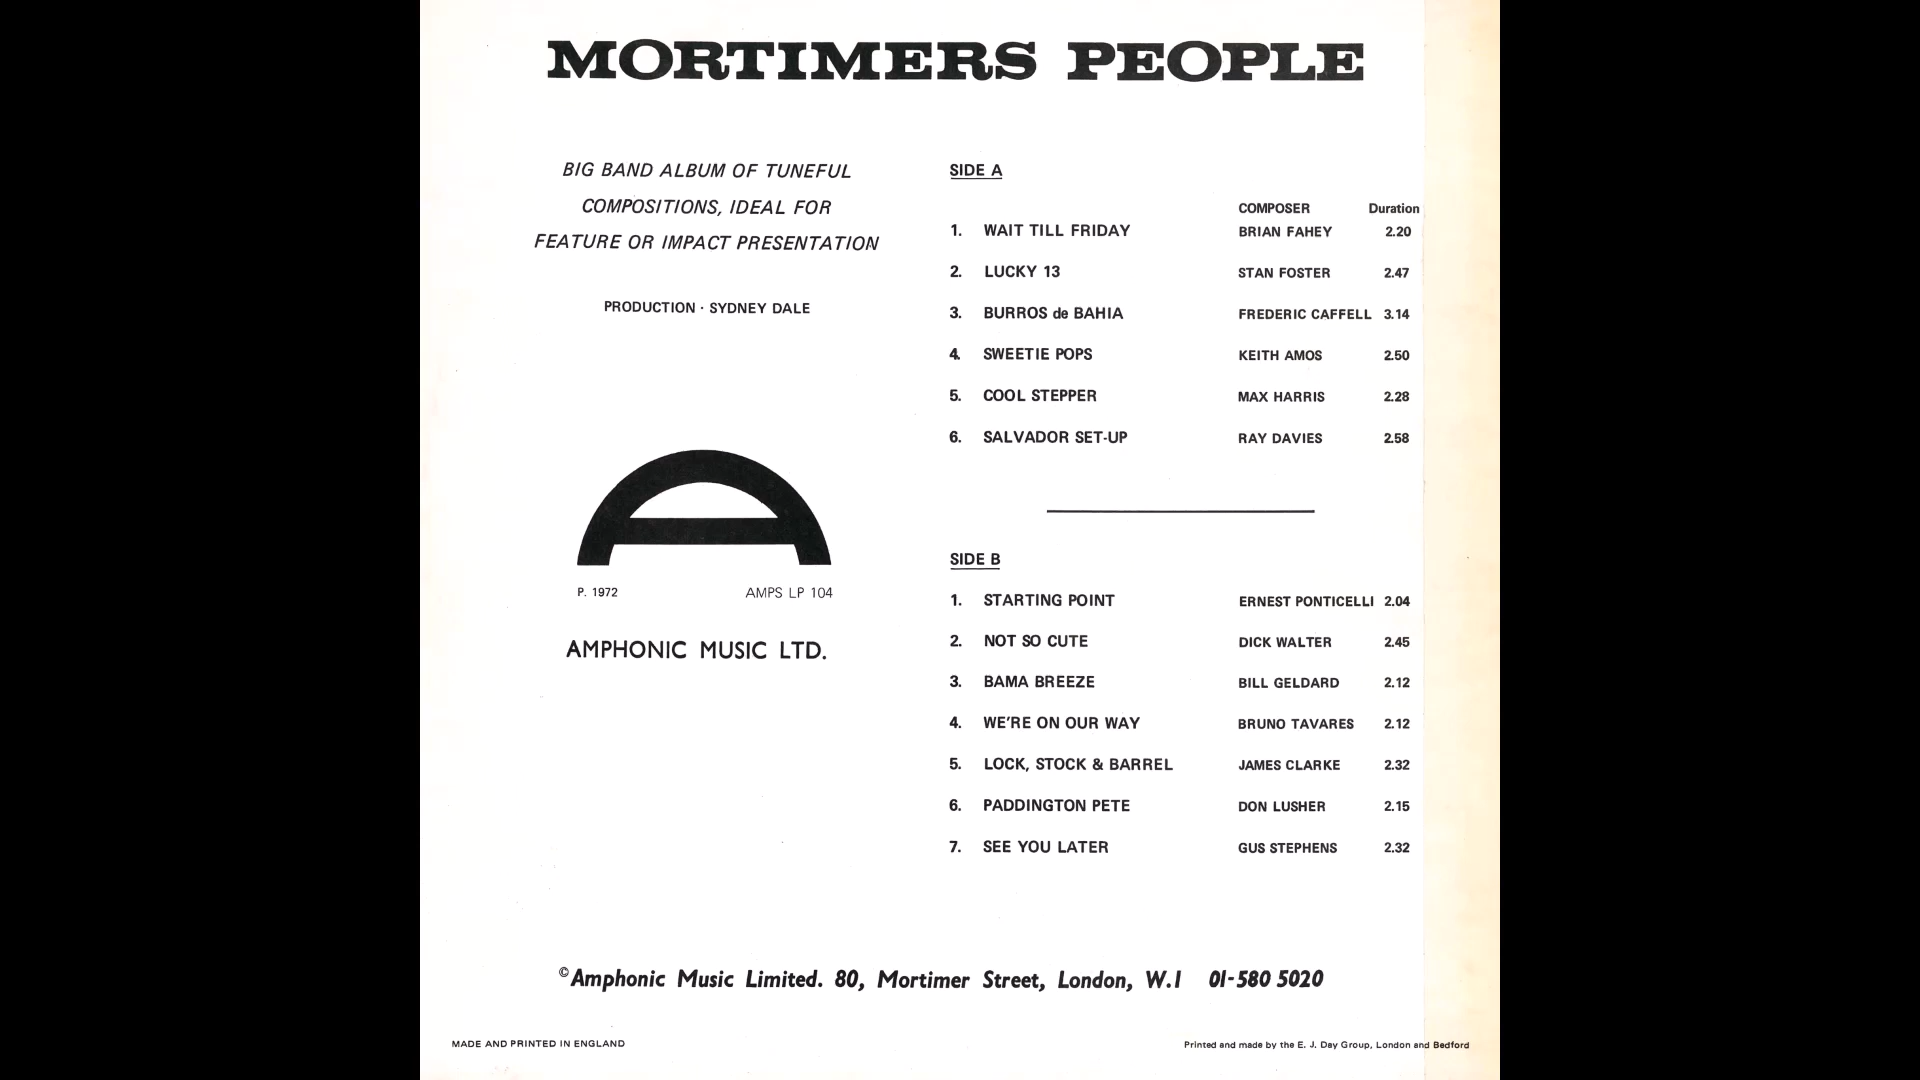 MORTIMERS PEOPLE
BIG BAND ALBUM OF TUNEFUL
COMPOSITIONS, IDEAL FOR
FEATURE OR IMPACT PRESENTATION
PRODUCTION · SYDNEY DALE
A
P. 1972 AMPS LP 104
AMPHONIC MUSIC LTD.
SIDE A
COMPOSER Duration
1. WAIT TILL FRIDAY BRIAN FAHEY 2.20
2. LUCKY 13 STAN FOSTER 2.47
3. BURROS de BAHIA FREDERIC CAFFELL 3.14
4. SWEETIE POPS KEITH AMOS 2.50
5. COOL STEPPER MAX HARRIS 2.28
6. SALVADOR SET-UP RAY DAVIES 2.58
SIDE B
1. STARTING POINT ERNEST PONTICELLI 2.04
2. NOT SO CUTE DICK WALTER 2.45
3. BAMA BREEZE BILL GELDARD 2.12
4. WE'RE ON OUR WAY BRUNO TAVARES 2.12
5. LOCK, STOCK & BARREL JAMES CLARKE 2.32
6. PADDINGTON PETE DON LUSHER 2.15
7. SEE YOU LATER GUS STEPHENS 2.32
© Amphonic Music Limited. 80, Mortimer Street, London, W.1 01-580 5020
MADE AND PRINTED IN ENGLAND
Printed and made by the E. J. Day Group, London and Bedford